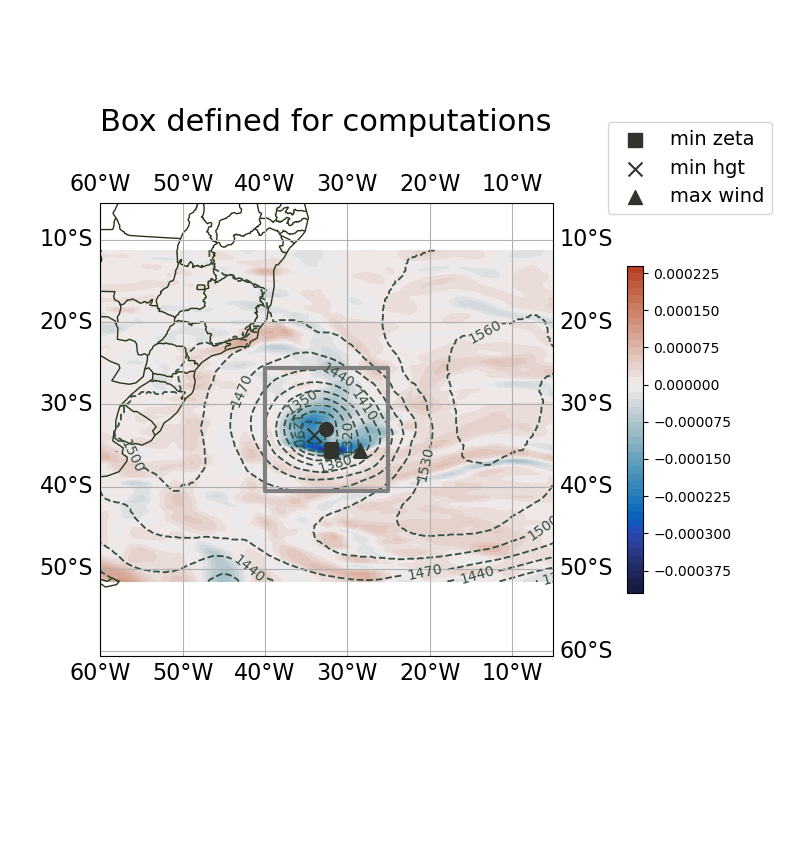 Box defined for computations
min zeta
min hgt
max wind
60°W 50°W 40°W 30°W 20°W 10°W
10°S 10°S
20°S 20°S
30°S 30°S
40°S 40°S
50°S 50°S
60°S
60°W 50°W 40°W 30°W 20°W 10°W
0.000225
0.000150
0.000075
0.000000
−0.000075
−0.000150
−0.000225
−0.000300
−0.000375
1560
1440
1470
1350
1410
1320
1380
1500
1530
1500
1440
1470
1440